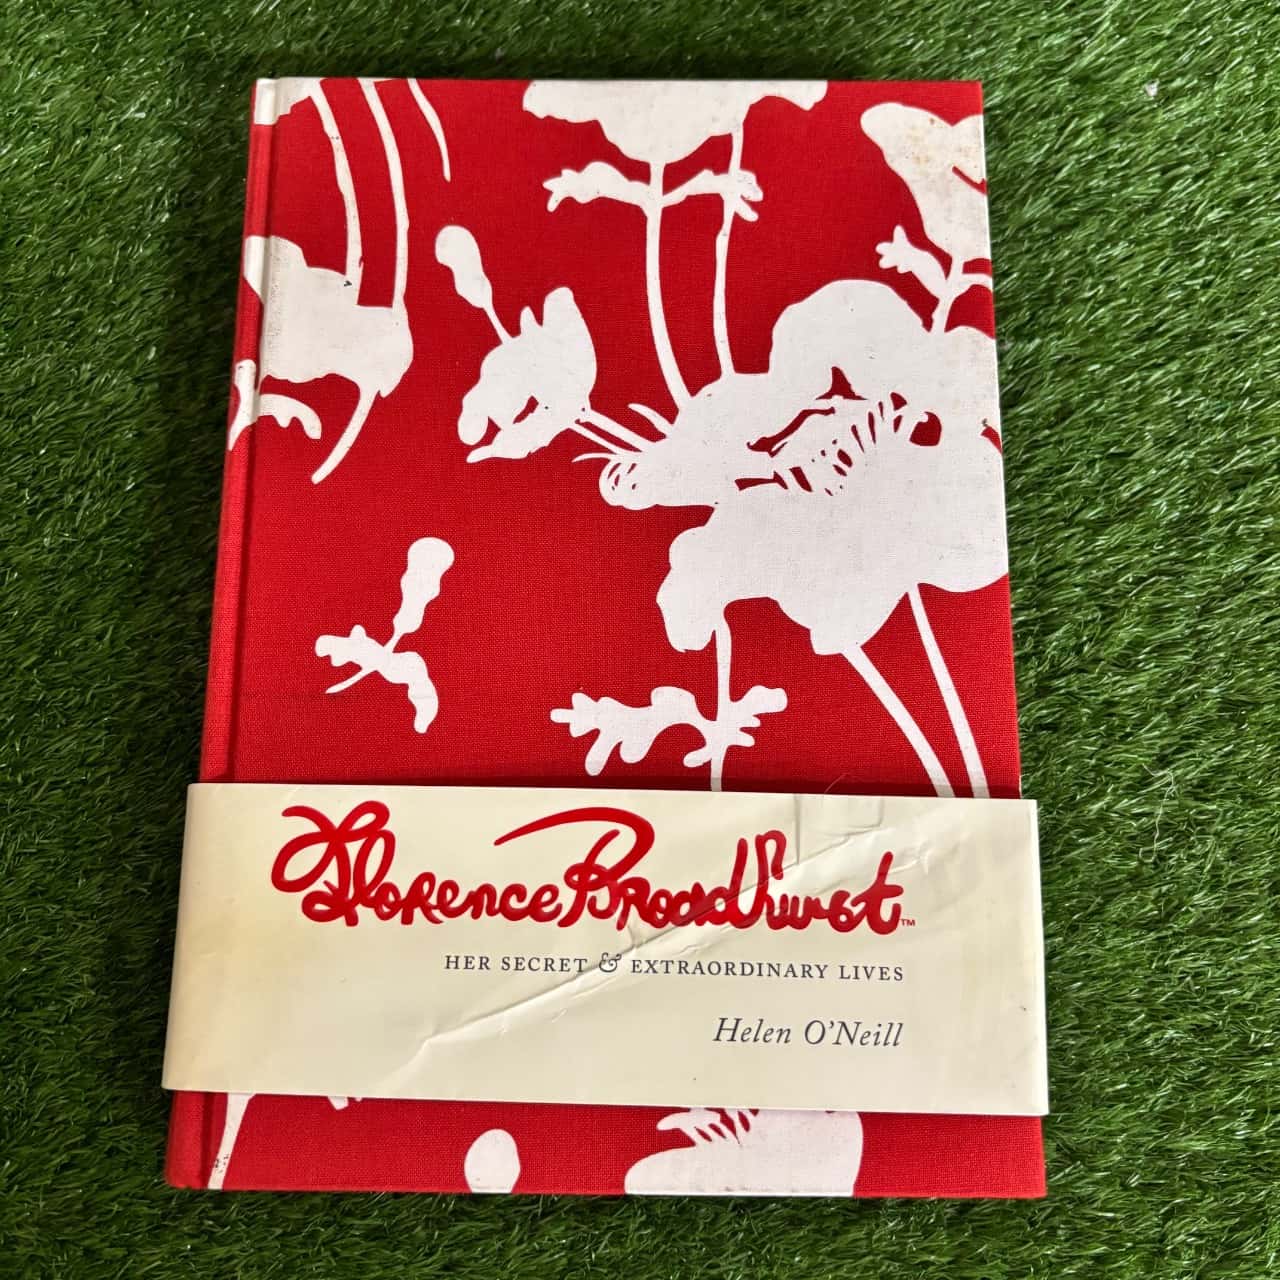 Florence Broadhurst™
HER SECRET & EXTRAORDINARY LIVES
Helen O'Neill